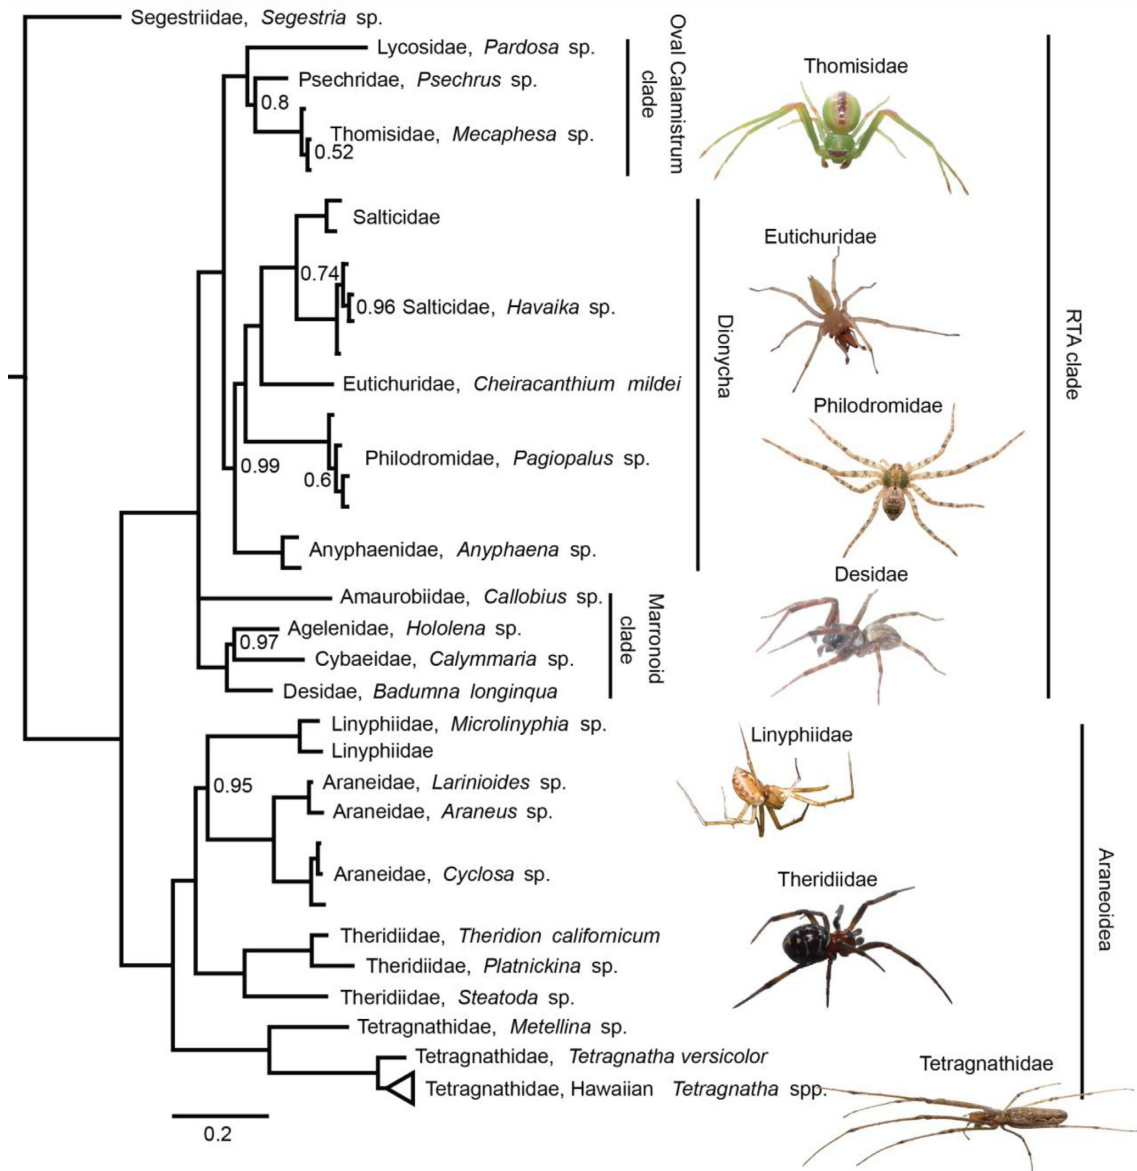 Segestriidae, Segestria sp.
Lycosidae, Pardosa sp.
Psechridae, Psechrus sp.
0.8
Thomisidae, Mecaphesa sp.
0.52
Oval Calamistrum
clade
Thomisidae
Salticidae
0.74
0.96 Salticidae, Havaika sp.
Eutichuridae, Cheiracanthium mildei
Philodromidae, Pagiopalus sp.
0.99
0.6
Anyphaenidae, Anyphaena sp.
Dionycha
Eutichuridae
Philodromidae
RTA clade
Amaurobiidae, Callobius sp.
Agelenidae, Hololena sp.
0.97
Cybaeidae, Calymmaria sp.
Desidae, Badumna longinqua
Marronoid
clade
Desidae
Linyphiidae, Microlinyphia sp.
Linyphiidae
0.95
Araneidae, Larinioides sp.
Araneidae, Araneus sp.
Araneidae, Cyclosa sp.
Theridiidae, Theridion californicum
Theridiidae, Platnickina sp.
Theridiidae, Steatoda sp.
Tetragnathidae, Metellina sp.
Tetragnathidae, Tetragnatha versicolor
Tetragnathidae, Hawaiian Tetragnatha spp.
Linyphiidae
Theridiidae
Araneoidea
Tetragnathidae
0.2